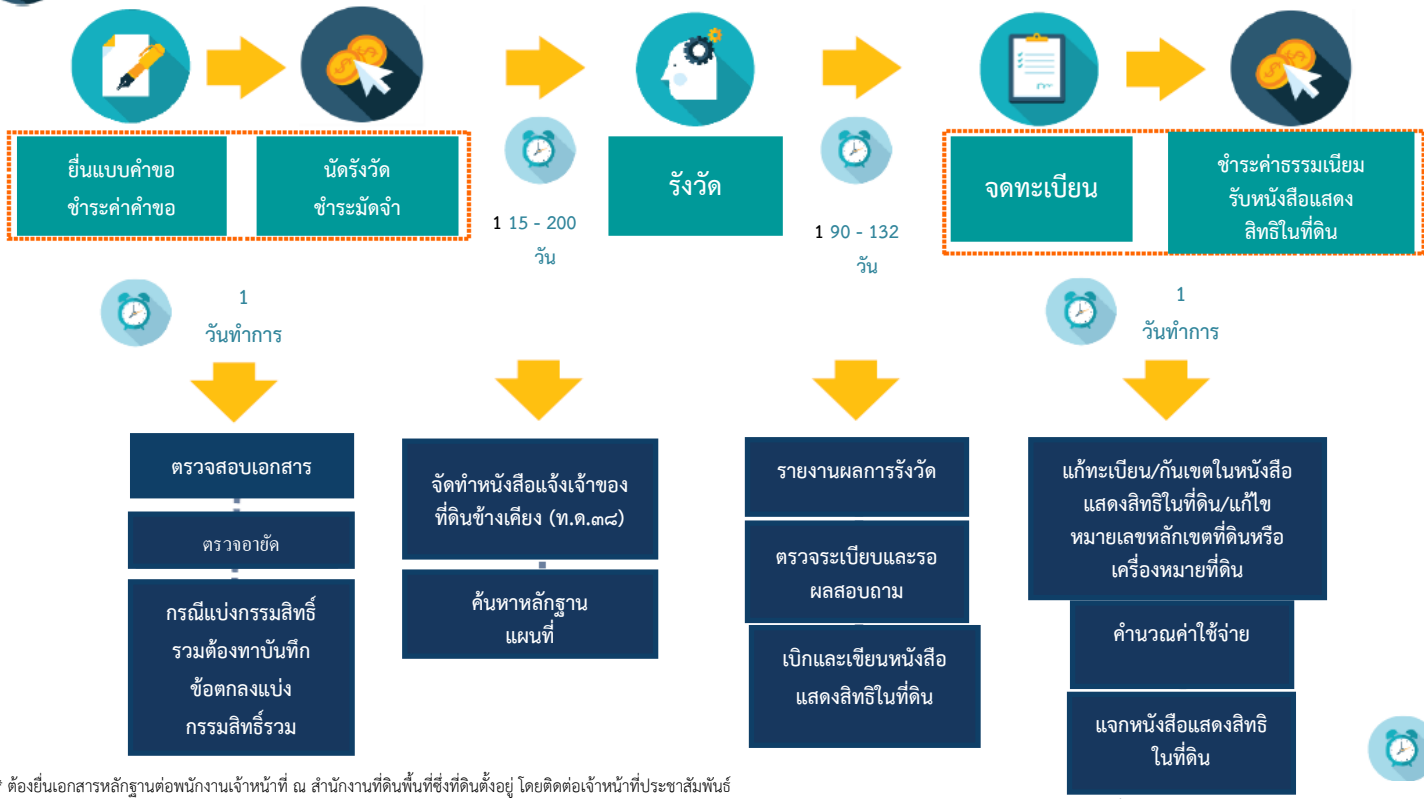 ยื่นแบบคำขอ
ชำระค่าคำขอ
นัดรังวัด
ชำระมัดจำ
1 15 - 200
วัน
รังวัด
1 90 - 132
วัน
จดทะเบียน
ชำระค่าธรรมเนียม
รับหนังสือแสดง
สิทธิในที่ดิน
1
วันทำการ
1
วันทำการ
ตรวจสอบเอกสาร
ตรวจอายัด
กรณีแบ่งกรรมสิทธิ์
รวมต้องทาบันทึก
ข้อตกลงแบ่ง
กรรมสิทธิ์รวม
จัดทำหนังสือแจ้งเจ้าของ
ที่ดินข้างเคียง (ท.ด.๓๘)
ค้นหาหลักฐาน
แผนที่
รายงานผลการรังวัด
ตรวจระเบียบและรอ
ผลสอบถาม
เบิกและเขียนหนังสือ
แสดงสิทธิในที่ดิน
แก้ทะเบียน/กันเขตในหนังสือ
แสดงสิทธิในที่ดิน/แก้ไข
หมายเลขหลักเขตที่ดินหรือ
เครื่องหมายที่ดิน
คำนวณค่าใช้จ่าย
แจกหนังสือแสดงสิทธิ
ในที่ดิน
* ต้องยื่นเอกสารหลักฐานต่อพนักงานเจ้าหน้าที่ ณ สำนักงานที่ดินพื้นที่ซึ่งที่ดินตั้งอยู่ โดยติดต่อเจ้าหน้าที่ประชาสัมพันธ์